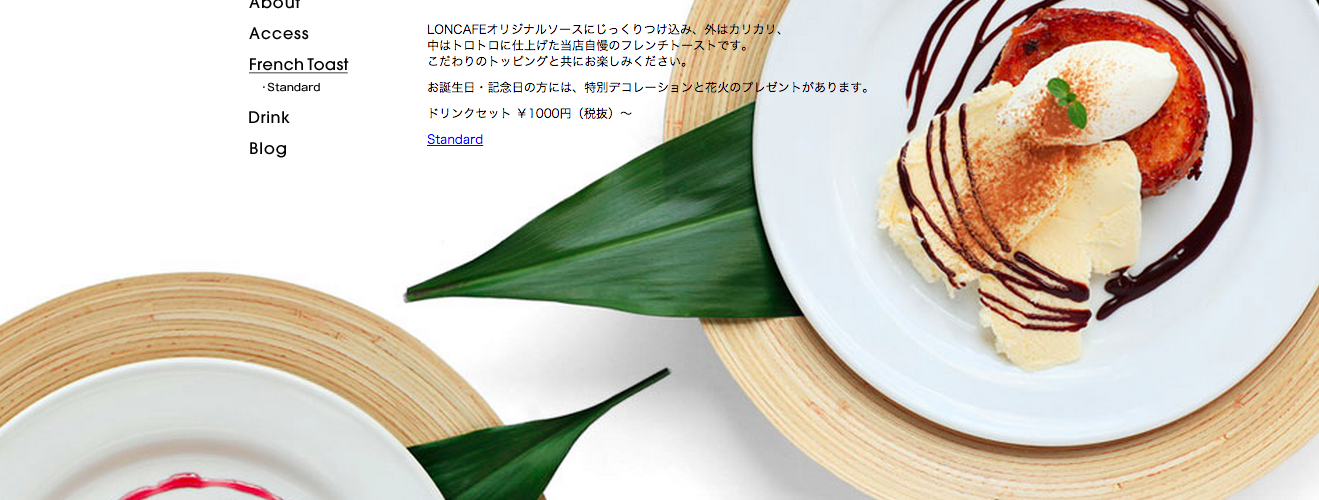 About
Access
French Toast
・Standard
Drink
Blog
LONCAFEオリジナルソースにじっくりつけ込み、外はカリカリ、
中はトロトロに仕上げた当店自慢のフレンチトーストです。
こだわりのトッピングと共にお楽しみください。
お誕生日・記念日の方には、特別デコレーションと花火のプレゼントがあります。
ドリンクセット ￥1000円（税抜）〜
Standard